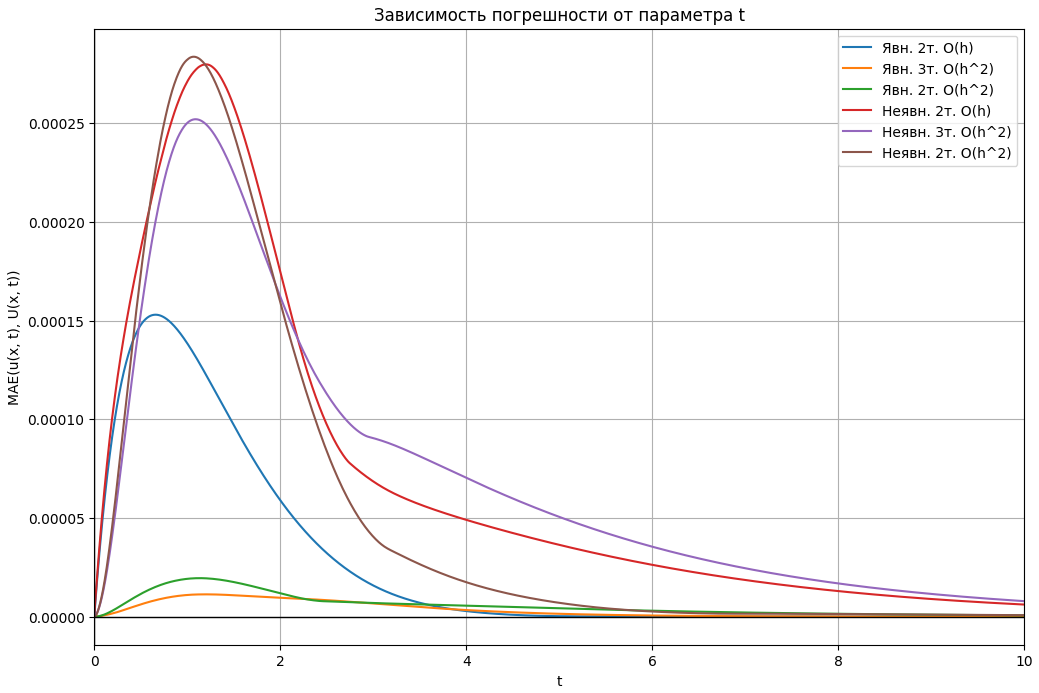 Зависимость погрешности от параметра t
Явн. 2т. O(h)
Явн. 3т. O(h^2)
Явн. 2т. O(h^2)
Неявн. 2т. O(h)
Неявн. 3т. O(h^2)
Неявн. 2т. O(h^2)
MAE(u(x, t), U(x, t))
0.00025
0.00020
0.00015
0.00010
0.00005
0.00000
0 2 4 6 8 10
t